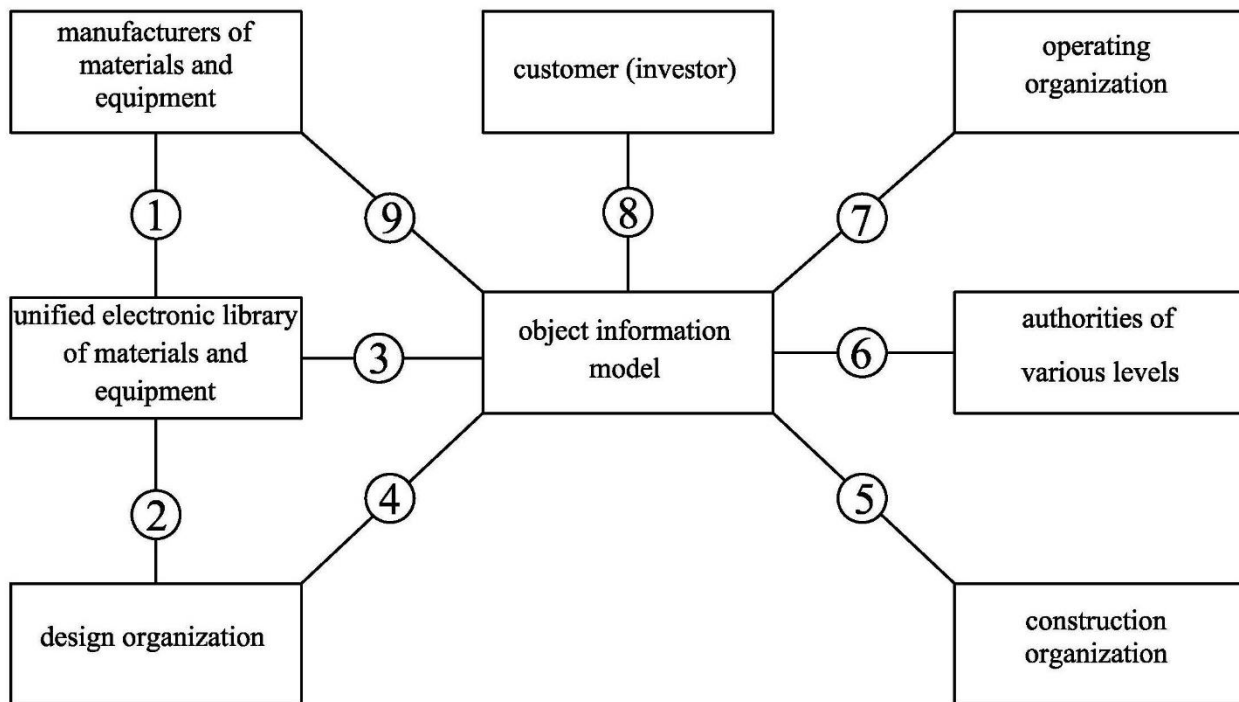 manufacturers of
materials and
equipment
customer (investor)
operating
organization
1
9
8
7
unified electronic library
of materials and
equipment
3
object information
model
6
authorities of
various levels
2
4
5
design organization
construction
organization